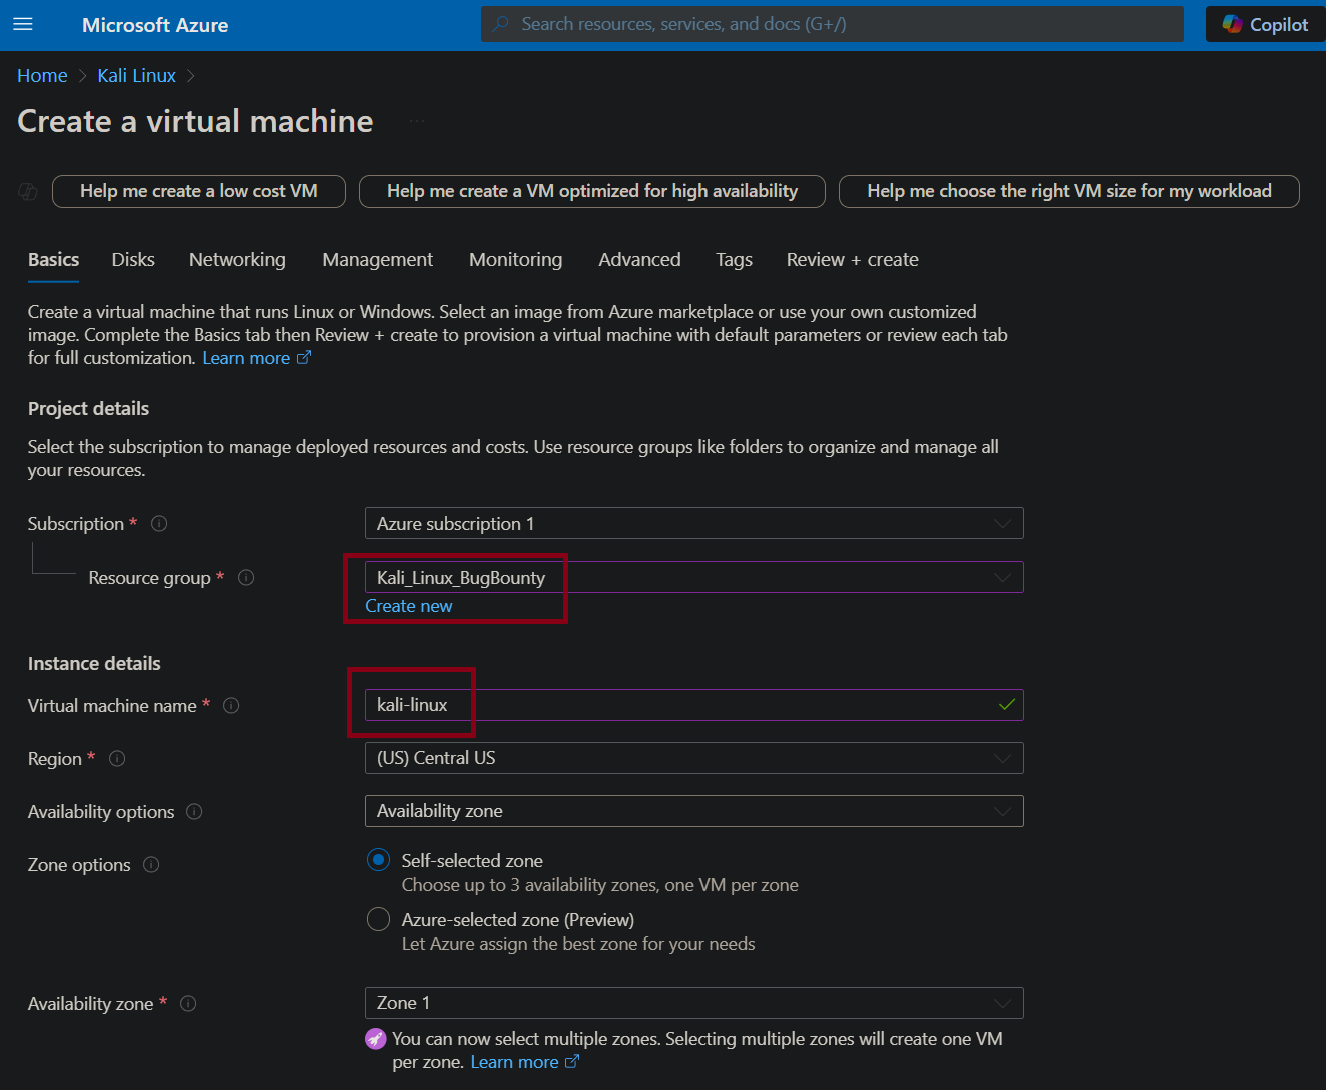 Microsoft Azure
Search resources, services, and docs (G+/)
Copilot
Home > Kali Linux >
Create a virtual machine ...
Help me create a low cost VM
Help me create a VM optimized for high availability
Help me choose the right VM size for my workload
Basics Disks Networking Management Monitoring Advanced Tags Review + create
Create a virtual machine that runs Linux or Windows. Select an image from Azure marketplace or use your own customized
image. Complete the Basics tab then Review + create to provision a virtual machine with default parameters or review each tab
for full customization. Learn more
Project details
Select the subscription to manage deployed resources and costs. Use resource groups like folders to organize and manage all
your resources.
Subscription *
Azure subscription 1
Resource group *
Kali_Linux_BugBounty
Create new
Instance details
Virtual machine name *
kali-linux
Region *
(US) Central US
Availability options
Availability zone
Zone options
Self-selected zone
Choose up to 3 availability zones, one VM per zone
Azure-selected zone (Preview)
Let Azure assign the best zone for your needs
Availability zone *
Zone 1
You can now select multiple zones. Selecting multiple zones will create one VM
per zone. Learn more